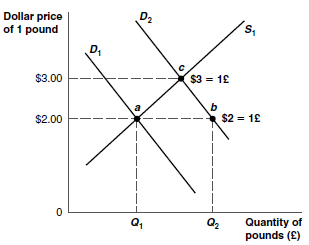 Dollar price
of 1 pound
D₂
S₁
D₁
c
$3.00
$3 = 1£
a
b
$2.00
$2 = 1£
0
Q₁
Q₂
Quantity of
pounds (£)